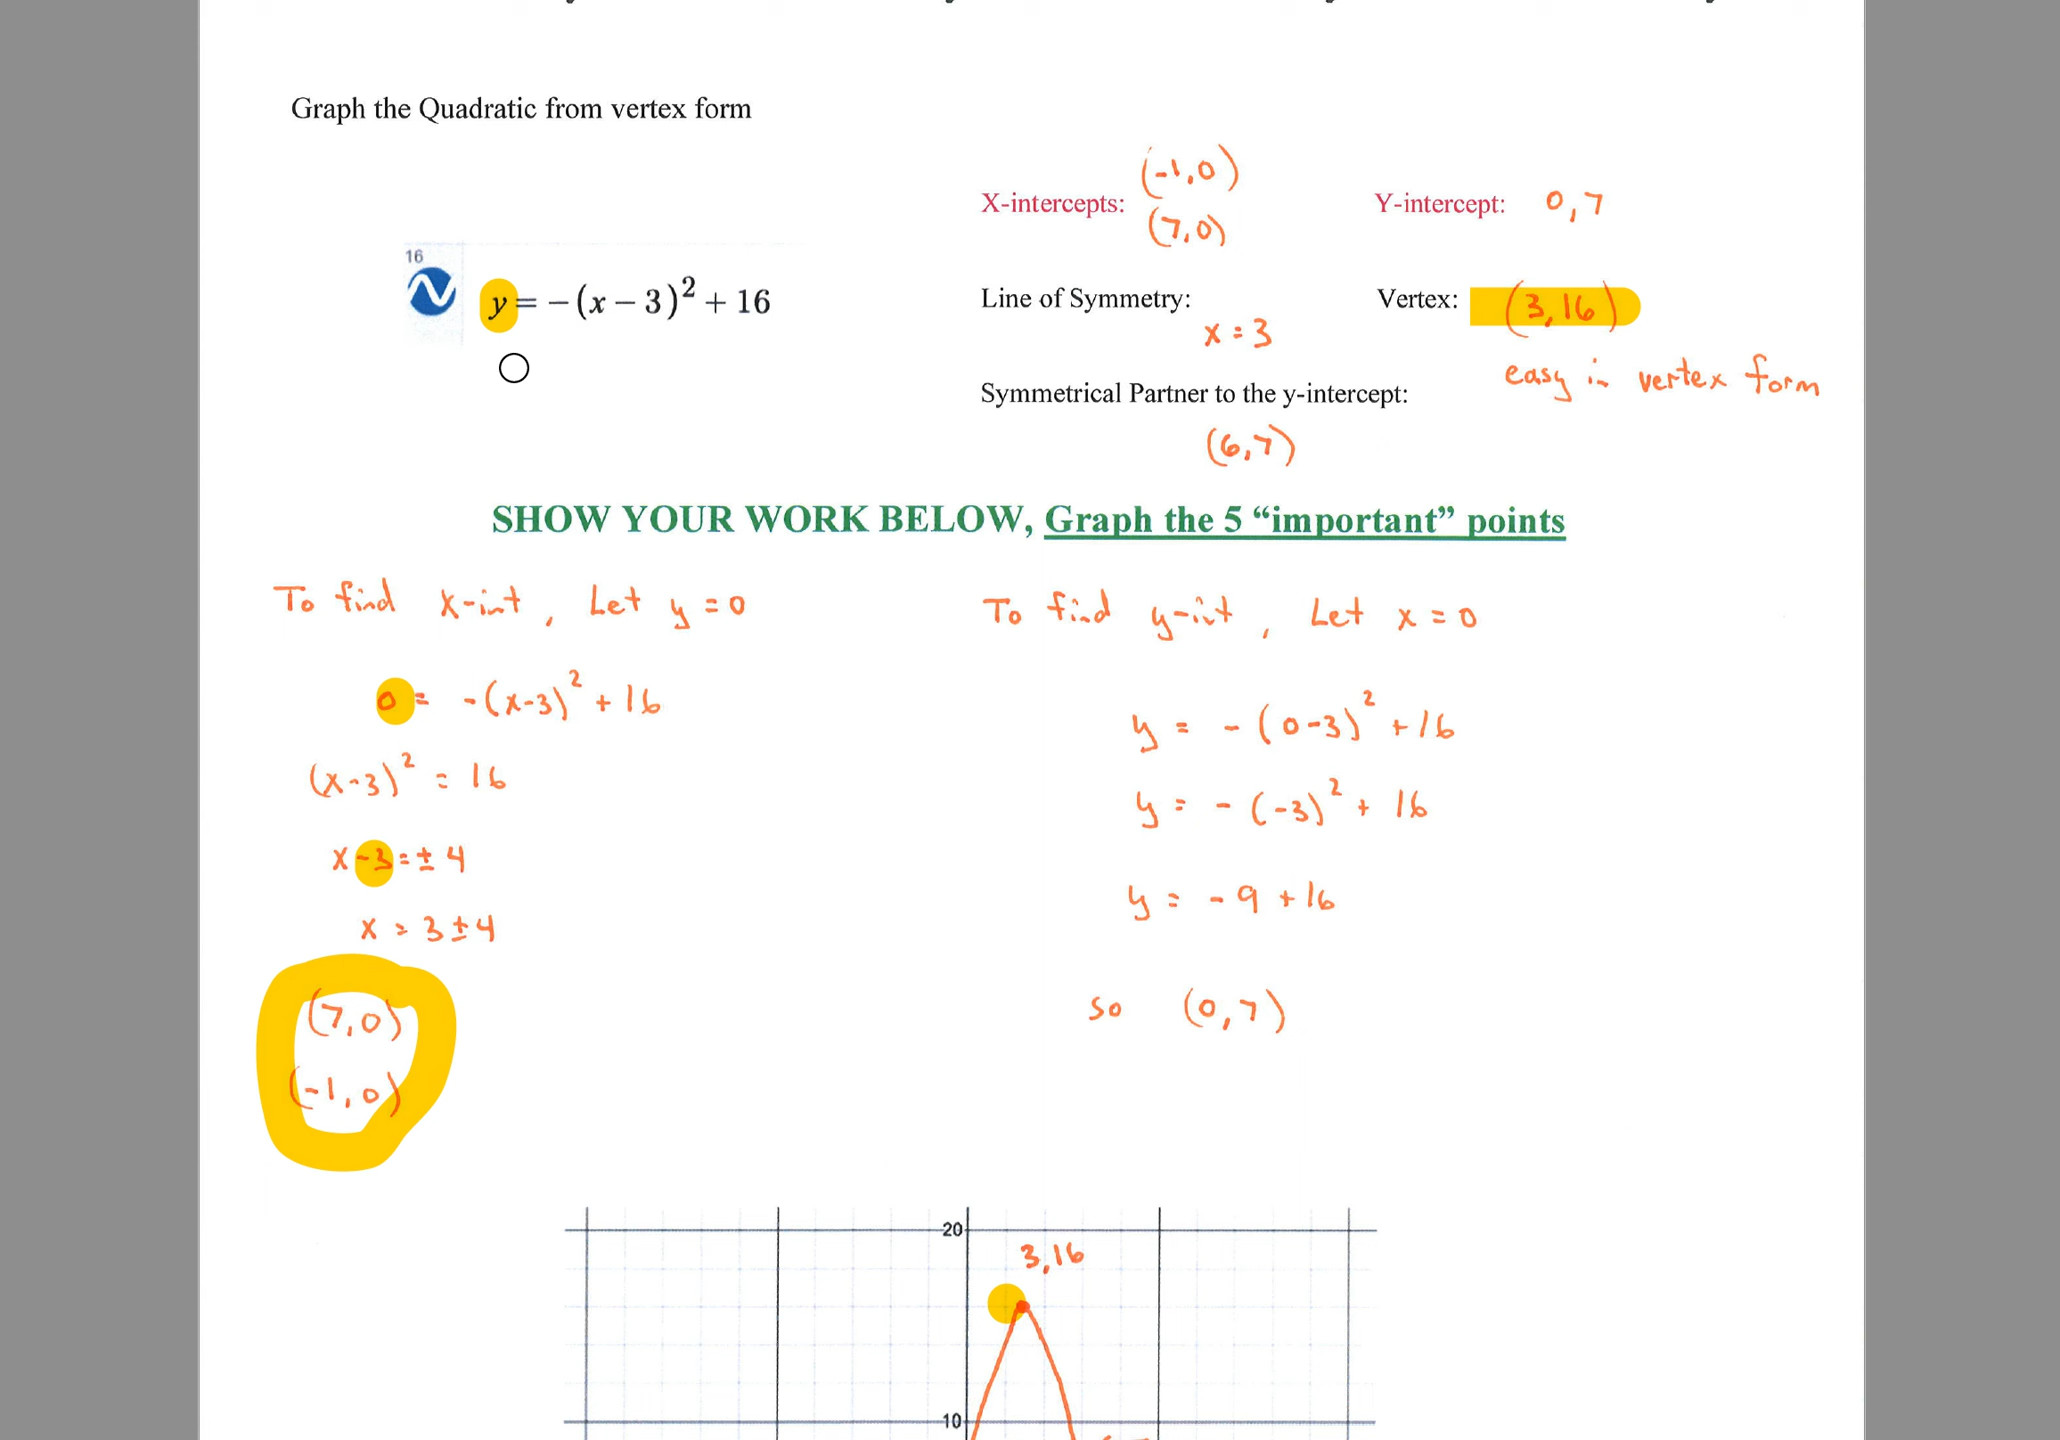 Graph the Quadratic from vertex form
X-intercepts: (-1,0)
(7,0)
Y-intercept: 0,7
16
y = −(x − 3)² + 16
Line of Symmetry:
x = 3
Vertex: (3,16)
easy in vertex form
Symmetrical Partner to the y-intercept:
(6,7)
SHOW YOUR WORK BELOW, Graph the 5 “important” points
To find x-int, Let y = 0
0 = -(x-3)² + 16
(x-3)² = 16
x-3 = ± 4
x = 3 ± 4
(7,0)
(-1,0)
To find y-int, Let x = 0
y = -(0-3)² + 16
y = -(-3)² + 16
y = -9 + 16
so (0,7)
20
3,16
10